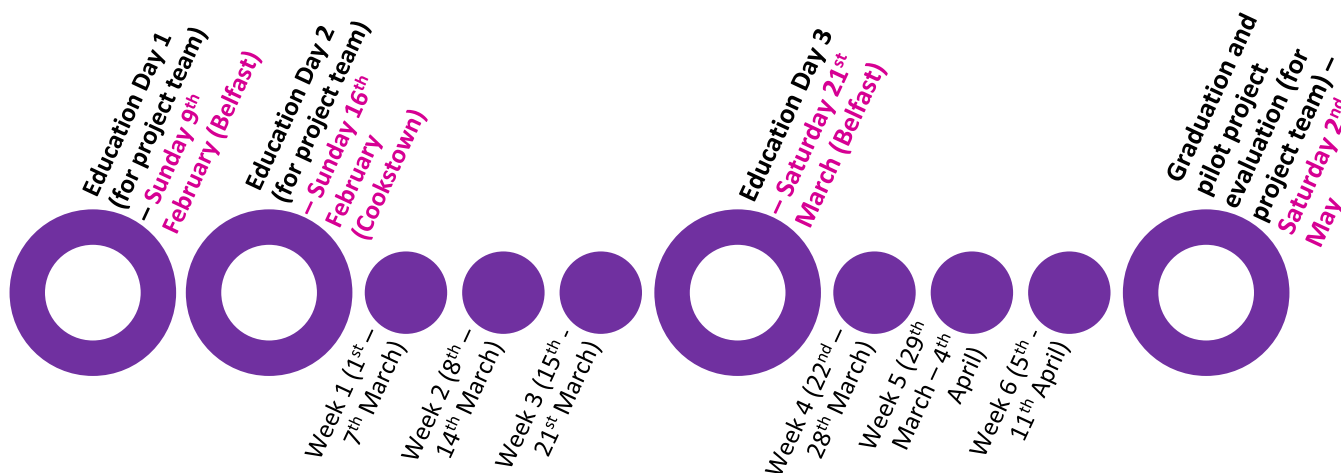 Education Day 1
(for project team)
– Sunday 9th
February (Belfast)
Education Day 2
(for project team)
– Sunday 16th
February
(Cookstown)
Week 1 (1st –
7th March)
Week 2 (8th –
14th March)
Week 3 (15th -
21st March)
Education Day 3
– Saturday 21st
March (Belfast)
Week 4 (22nd –
28th March)
Week 5 (29th
March – 4th
April)
Week 6 (5th -
11th April)
Graduation and
pilot project
evaluation (for
project team) –
Saturday 2nd
May